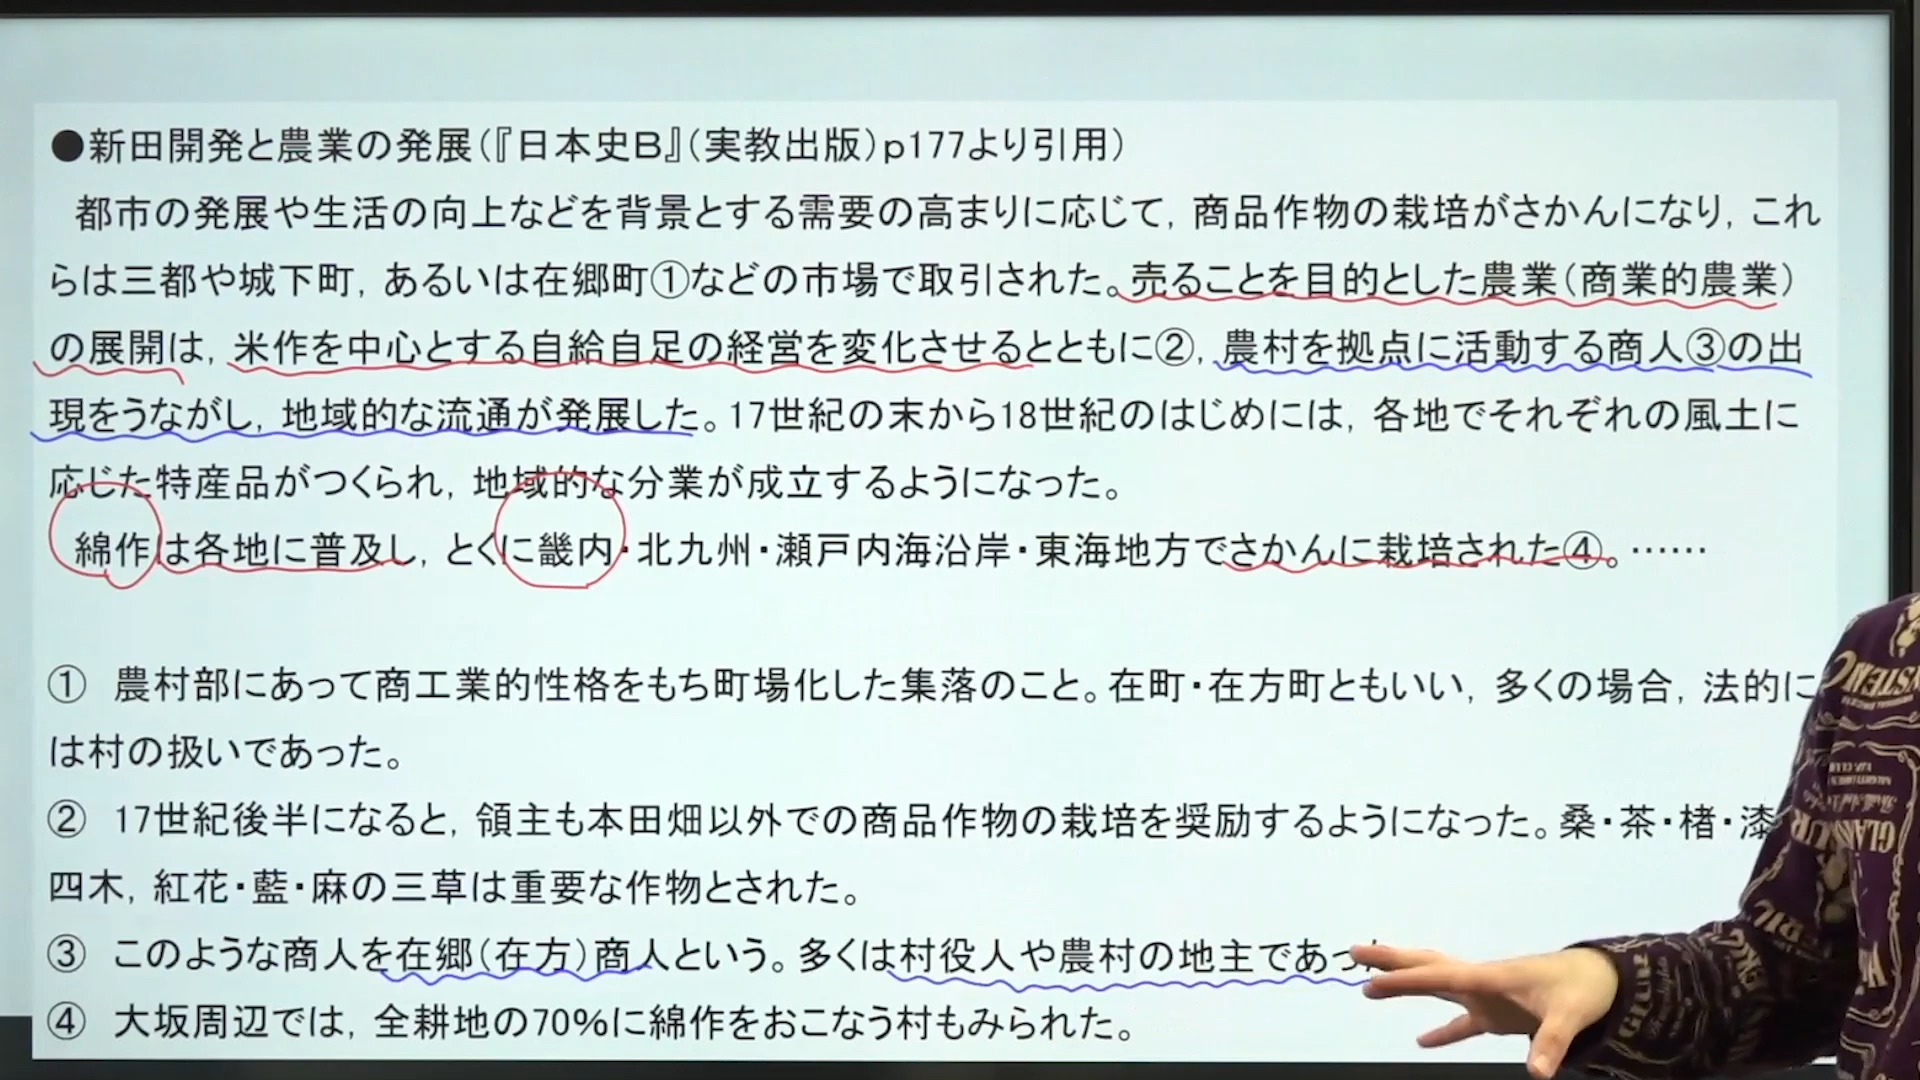 ●新田開発と農業の発展(『日本史B』(実教出版)p177より引用)
都市の発展や生活の向上などを背景とする需要の高まりに応じて,商品作物の栽培がさかんになり,これ
らは三都や城下町,あるいは在郷町①などの市場で取引された。売ることを目的とした農業(商業的農業)
の展開は,米作を中心とする自給自足の経営を変化させるとともに②,農村を拠点に活動する商人③の出
現をうながし,地域的な流通が発展した。17世紀の末から18世紀のはじめには,各地でそれぞれの風土に
応じた特産品がつくられ,地域的な分業が成立するようになった。
綿作は各地に普及し,とくに畿内・北九州・瀬戸内海沿岸・東海地方でさかんに栽培された④。……
① 農村部にあって商工業的性格をもち町場化した集落のこと。在町・在方町ともいい,多くの場合,法的に
は村の扱いであった。
② 17世紀後半になると,領主も本田畑以外での商品作物の栽培を奨励するようになった。桑・茶・楮・漆
四木,紅花・藍・麻の三草は重要な作物とされた。
③ このような商人を在郷(在方)商人という。多くは村役人や農村の地主であっ
④ 大坂周辺では,全耕地の70%に綿作をおこなう村もみられた。